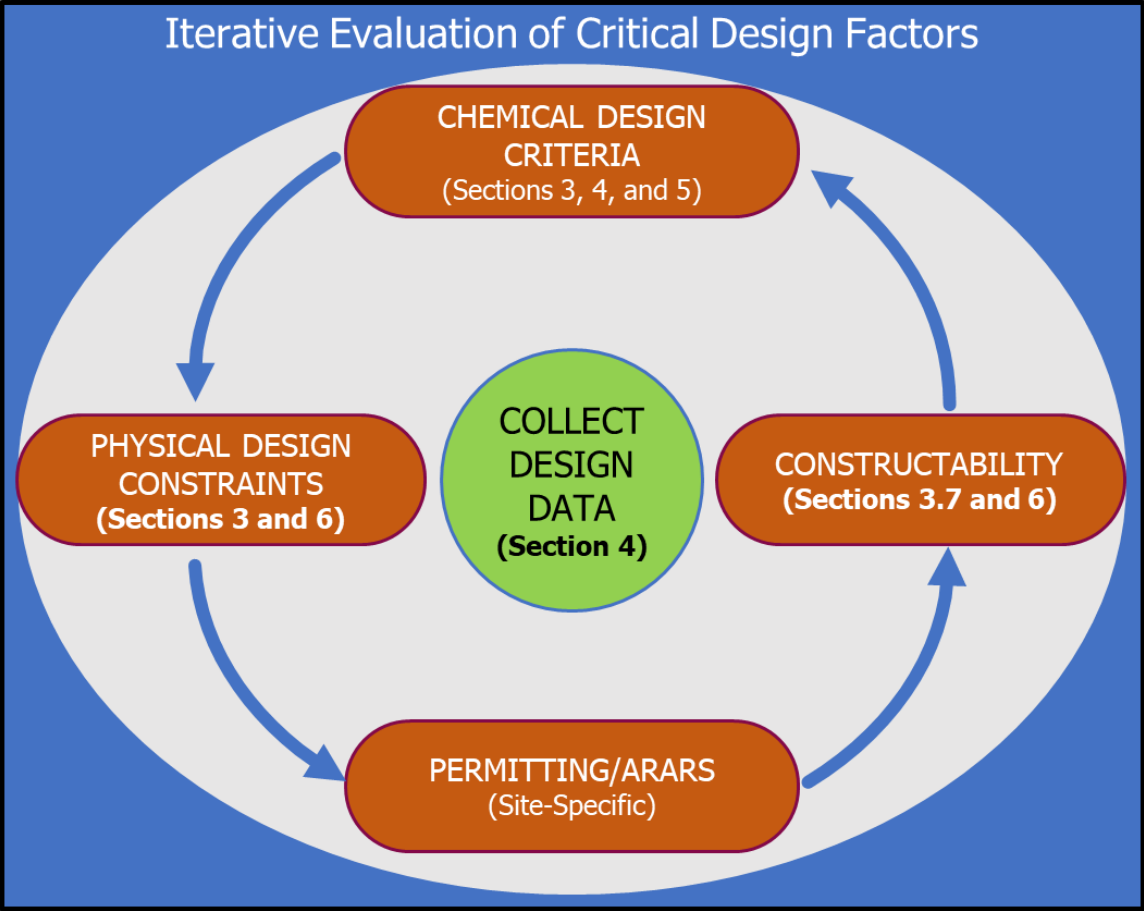 Iterative Evaluation of Critical Design Factors
CHEMICAL DESIGN
CRITERIA
(Sections 3, 4, and 5)
PHYSICAL DESIGN
CONSTRAINTS
(Sections 3 and 6)
COLLECT
DESIGN
DATA
(Section 4)
CONSTRUCTABILITY
(Sections 3.7 and 6)
PERMITTING/ARARS
(Site-Specific)